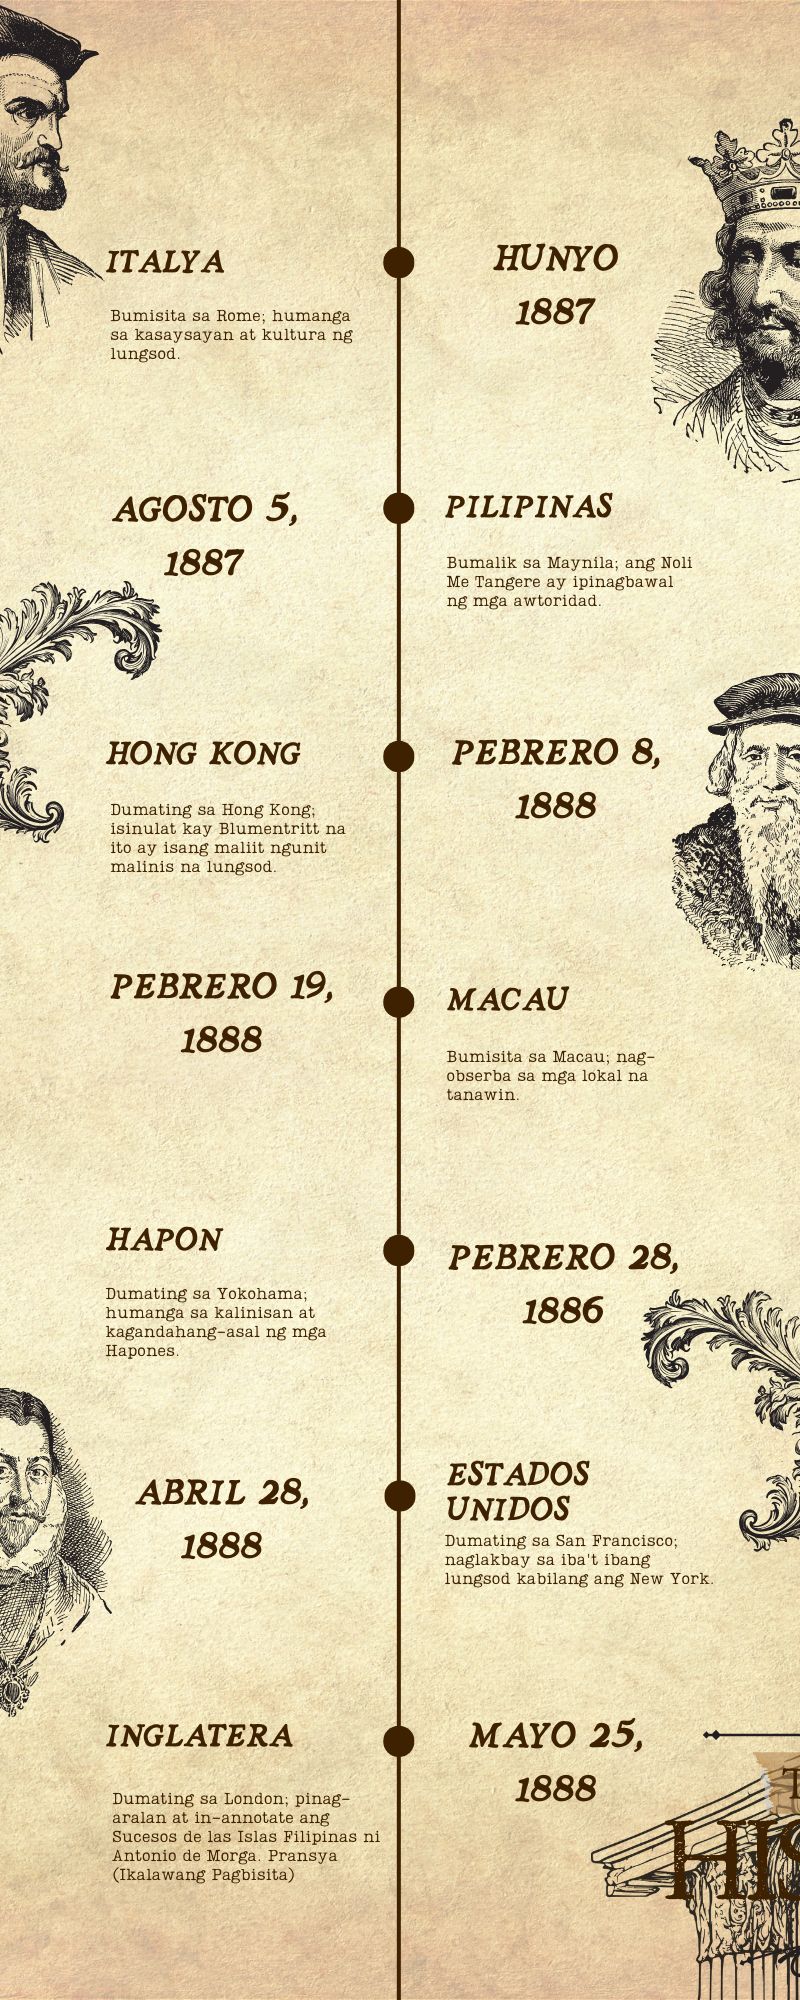 ITALYA
Bumisita sa Rome; humanga
sa kasaysayan at kultura ng
lungsod.
HUNYO
1887
AGOSTO 5,
1887
PILIPINAS
Bumalik sa Maynila; ang Noli
Me Tangere ay ipinagbawal
ng mga awtoridad.
HONG KONG
Dumating sa Hong Kong;
isinulat kay Blumentritt na
ito ay isang maliit ngunit
malinis na lungsod.
PEBRERO 8,
1888
PEBRERO 19,
1888
MACAU
Bumisita sa Macau; nag-
obserba sa mga lokal na
tanawin.
HAPON
Dumating sa Yokohama;
humanga sa kalinisan at
kagandahang-asal ng mga
Hapones.
PEBRERO 28,
1886
ABRIL 28,
1888
ESTADOS
UNIDOS
Dumating sa San Francisco;
naglakbay sa iba't ibang
lungsod kabilang ang New York.
INGLATERA
Dumating sa London; pinag-
aralan at in-annotate ang
Sucesos de las Islas Filipinas ni
Antonio de Morga. Pransya
(Ikalawang Pagbisita)
MAYO 25,
1888